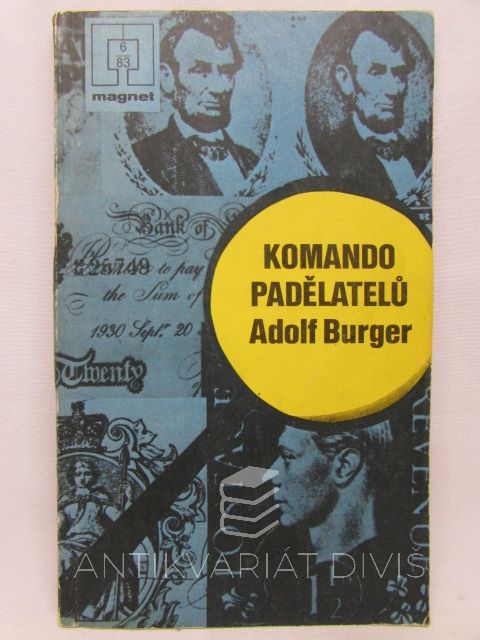 6
83
magnet
Bank of
25749
to pay
the Sum of
1930 Sept. 20
Twenty
KOMANDO
PADĚLATELŮ
Adolf Burger
REVENUE
ANTIKVARIÁT DIVIŠ